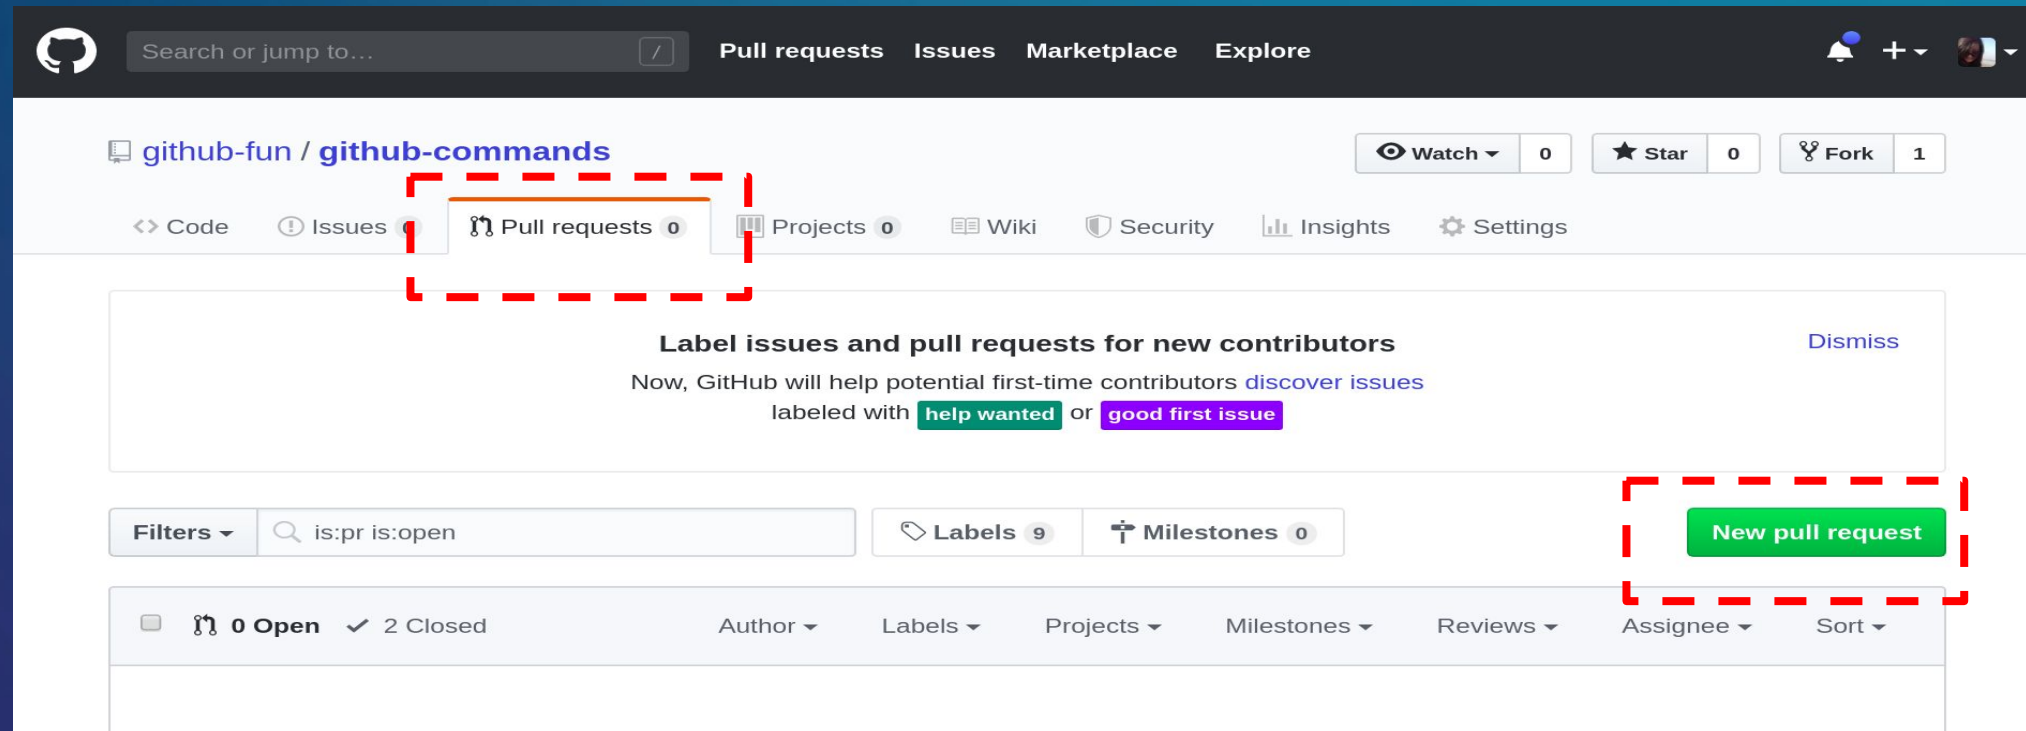 Search or jump to... / Pull requests Issues Marketplace Explore
github-fun / github-commands Watch 0 Star 0 Fork 1
Code Issues 0 Pull requests 0 Projects 0 Wiki Security Insights Settings
Label issues and pull requests for new contributors Dismiss
Now, GitHub will help potential first-time contributors discover issues
labeled with help wanted or good first issue
Filters is:pr is:open Labels 9 Milestones 0 New pull request
0 Open 2 Closed Author Labels Projects Milestones Reviews Assignee Sort